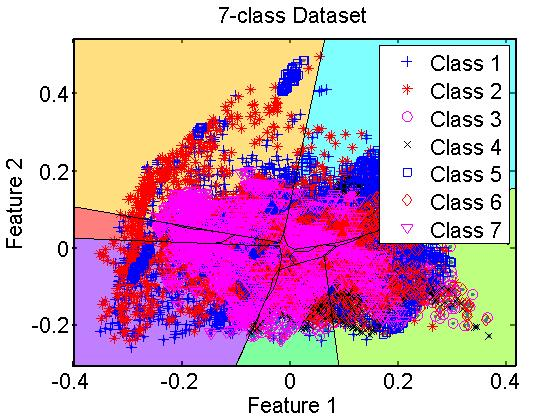 7-class Dataset
Class 1
Class 2
Class 3
Class 4
Class 5
Class 6
Class 7
0.4
0.2
0
-0.2
Feature 2
-0.4 -0.2 0 0.2 0.4
Feature 1